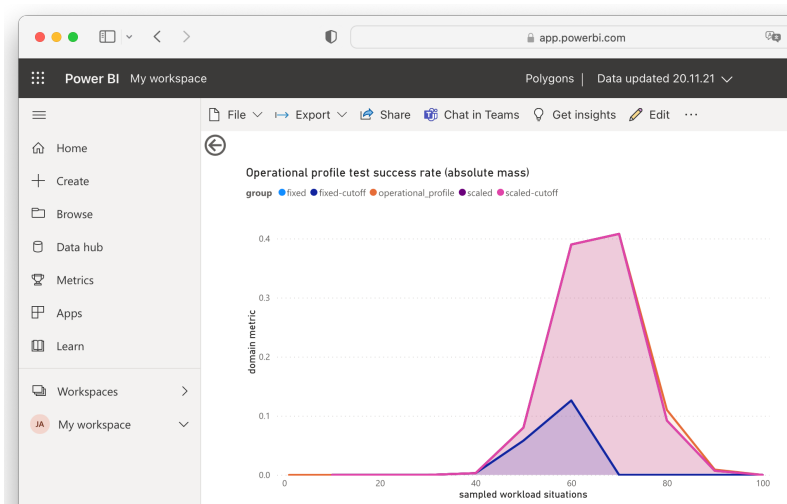 app.powerbi.com
Power BI My workspace
Polygons | Data updated 20.11.21
File Export Share Chat in Teams Get insights Edit ...
Home
Create
Browse
Data hub
Metrics
Apps
Learn
Workspaces
JA My workspace
Operational profile test success rate (absolute mass)
group fixed fixed-cutoff operational_profile scaled scaled-cutoff
0.4
0.3
0.2
0.1
0.0
domain metric
0 20 40 60 80 100
sampled workload situations